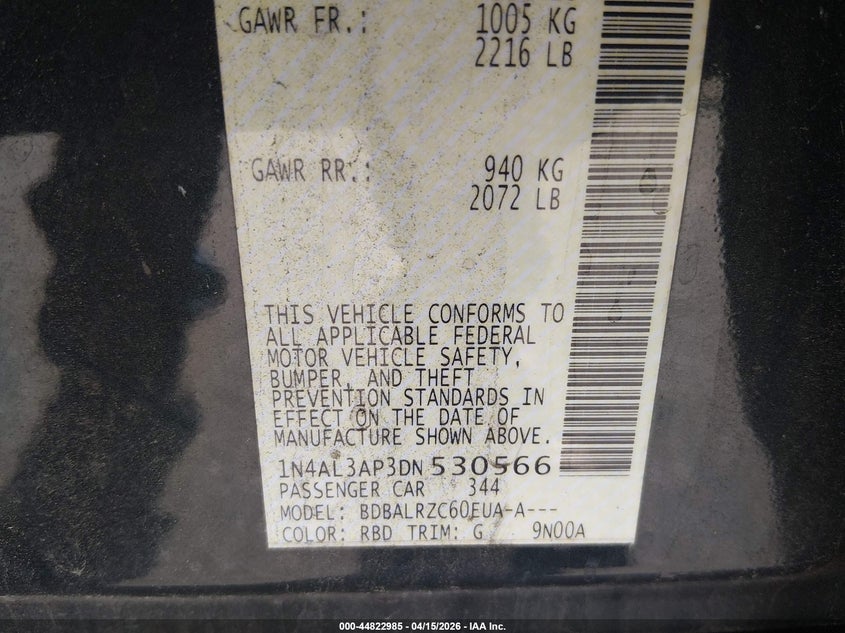 GAWR FR.: 1005 KG
2216 LB
GAWR RR.: 940 KG
2072 LB
THIS VEHICLE CONFORMS TO
ALL APPLICABLE FEDERAL
MOTOR VEHICLE SAFETY,
BUMPER, AND THEFT
PREVENTION STANDARDS IN
EFFECT ON THE DATE OF
MANUFACTURE SHOWN ABOVE.
1N4AL3AP3DN530566
PASSENGER CAR 344
MODEL: BDBALRZC60EUA-A---
COLOR: RBD TRIM: G 9N00A
000-44822985 - 04/15/2026 - IAA Inc.